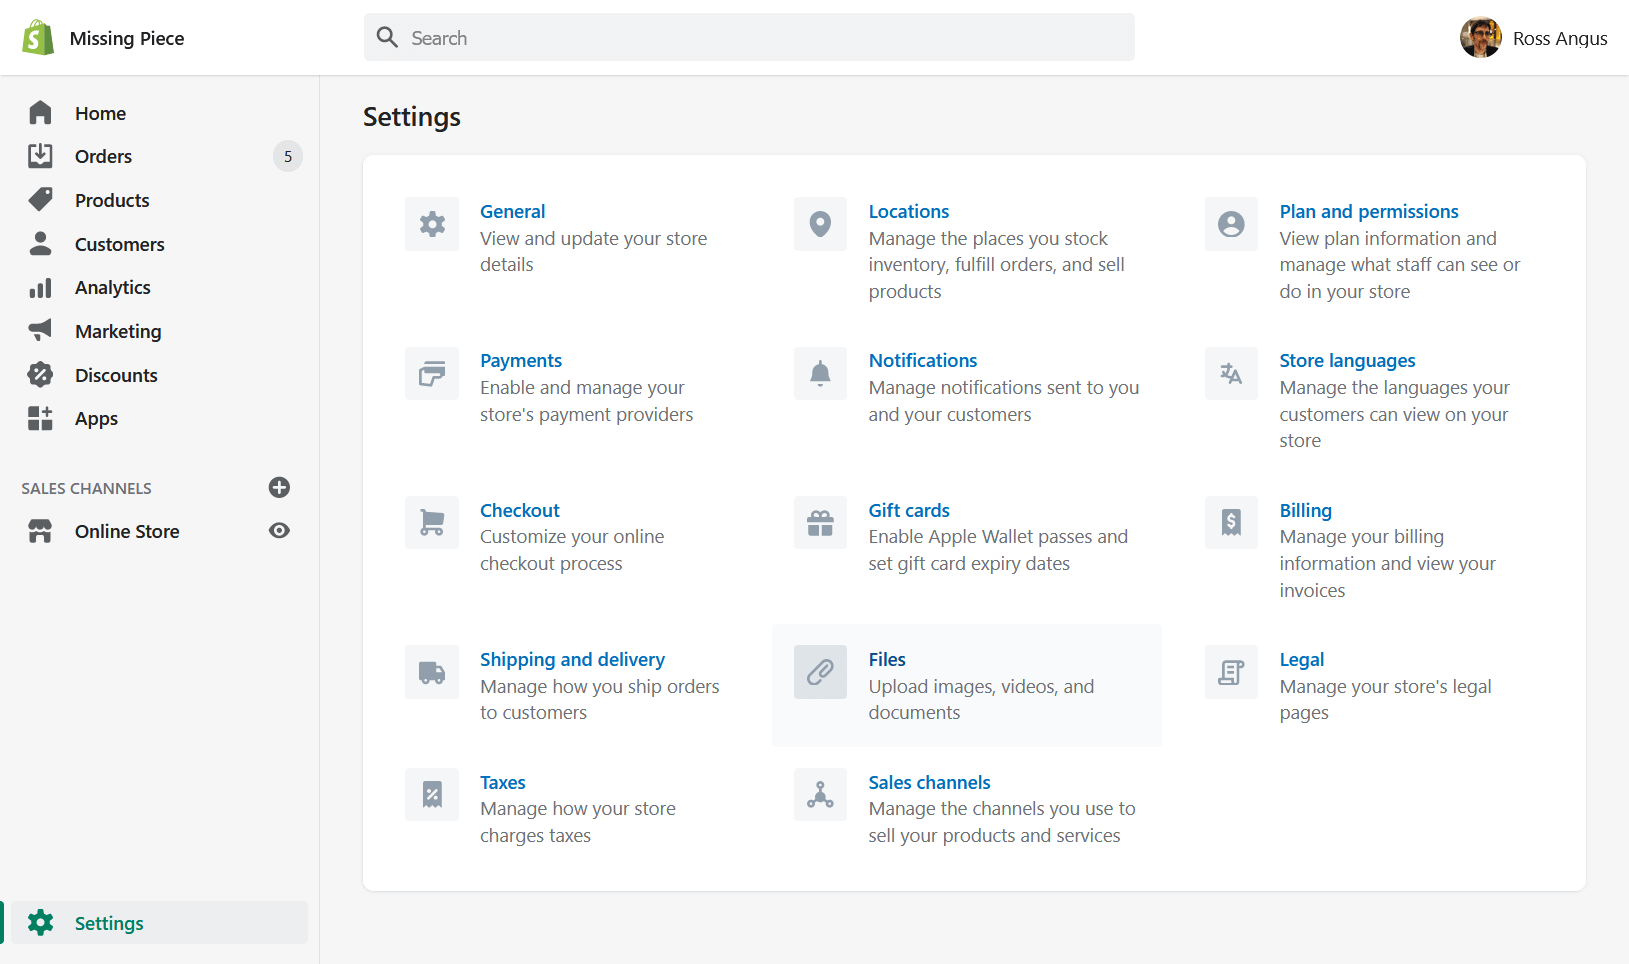 Missing Piece
Search
Ross Angus
Home
Orders
5
Products
Customers
Analytics
Marketing
Discounts
Apps
SALES CHANNELS
Online Store
Settings
Settings
General
View and update your store
details
Locations
Manage the places you stock
inventory, fulfill orders, and sell
products
Plan and permissions
View plan information and
manage what staff can see or
do in your store
Payments
Enable and manage your
store's payment providers
Notifications
Manage notifications sent to you
and your customers
Store languages
Manage the languages your
customers can view on your
store
Checkout
Customize your online
checkout process
Gift cards
Enable Apple Wallet passes and
set gift card expiry dates
Billing
Manage your billing
information and view your
invoices
Shipping and delivery
Manage how you ship orders
to customers
Files
Upload images, videos, and
documents
Legal
Manage your store's legal
pages
Taxes
Manage how your store
charges taxes
Sales channels
Manage the channels you use to
sell your products and services